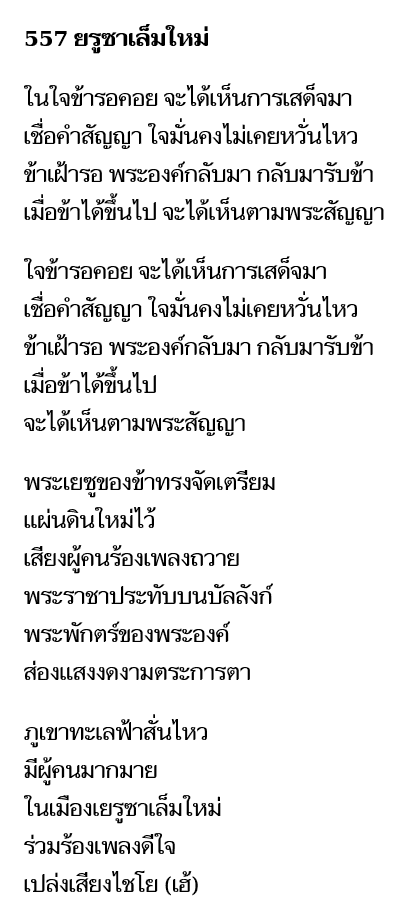 557 ยรูซาเล็มใหม่
ในใจข้ารอคอย จะได้เห็นการเสด็จมา
เชื่อคำสัญญา ใจมั่นคงไม่เคยหวั่นไหว
ข้าเฝ้ารอ พระองค์กลับมา กลับมารับข้า
เมื่อข้าได้ขึ้นไป จะได้เห็นตามพระสัญญา
ใจข้ารอคอย จะได้เห็นการเสด็จมา
เชื่อคำสัญญา ใจมั่นคงไม่เคยหวั่นไหว
ข้าเฝ้ารอ พระองค์กลับมา กลับมารับข้า
เมื่อข้าได้ขึ้นไป
จะได้เห็นตามพระสัญญา
พระเยซูของข้าทรงจัดเตรียม
แผ่นดินใหม่ไว้
เสียงผู้คนร้องเพลงถวาย
พระราชาประทับบนบัลลังก์
พระพักตร์ของพระองค์
ส่องแสงงดงามตระการตา
ภูเขาทะเลฟ้าสั่นไหว
มีผู้คนมากมาย
ในเมืองเยรูซาเล็มใหม่
ร่วมร้องเพลงดีใจ
เปล่งเสียงไชโย (เฮ้)